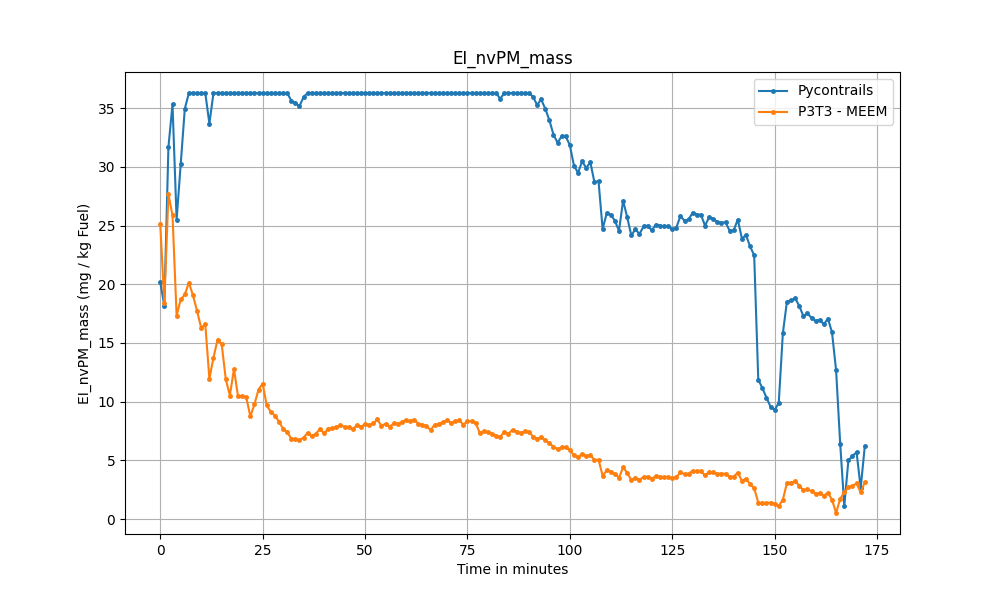 EI_nvPM_mass
Pycontrails
P3T3 - MEEM
EI_nvPM_mass (mg / kg Fuel)
35
30
25
20
15
10
5
0
0 25 50 75 100 125 150 175
Time in minutes